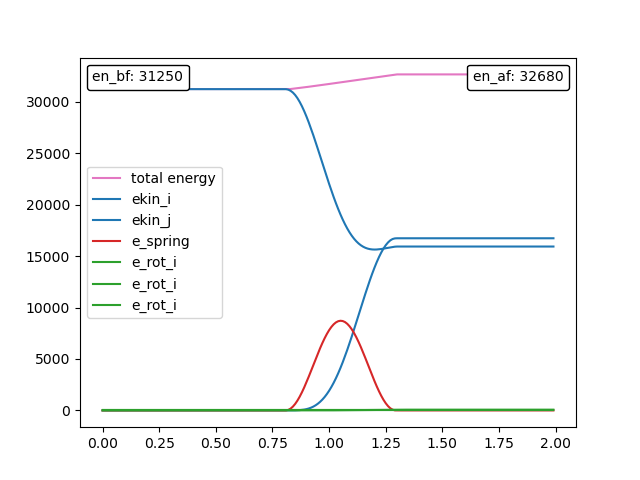 en_bf: 31250
en_af: 32680
30000
25000
20000
15000
10000
5000
0
total energy
ekin_i
ekin_j
e_spring
e_rot_i
e_rot_i
e_rot_i
0.00 0.25 0.50 0.75 1.00 1.25 1.50 1.75 2.00